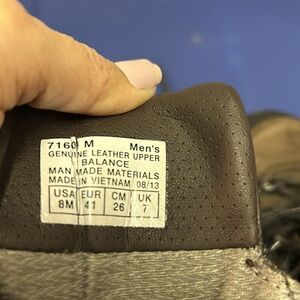 7160 M Men's
GENUINE LEATHER UPPER
BALANCE
MAN MADE MATERIALS
MADE IN VIETNAM 08/13
USA EUR CM UK
8M 41 26 7